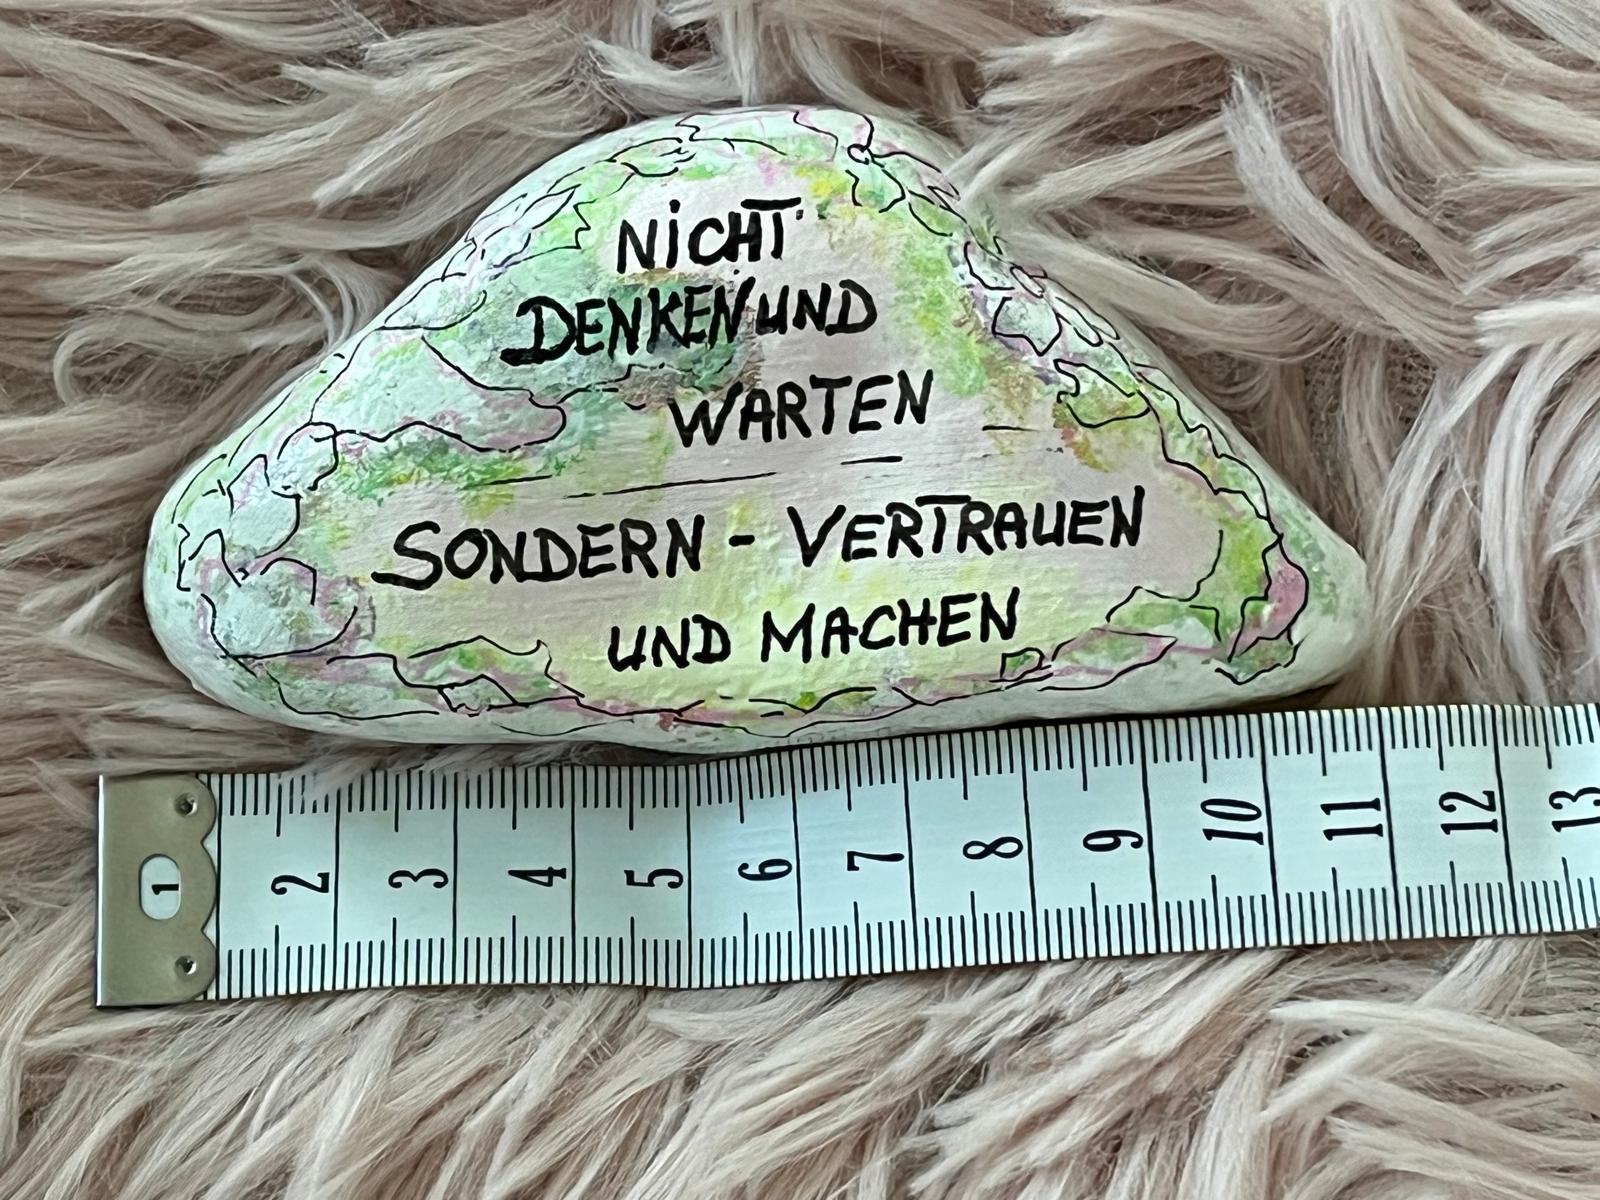 NiCHT
DENKEN UND
WARTEN
SONDERN - VERTRAUEN
UND MACHEN
1 2 3 4 5 6 7 8 9 10 11 12 13